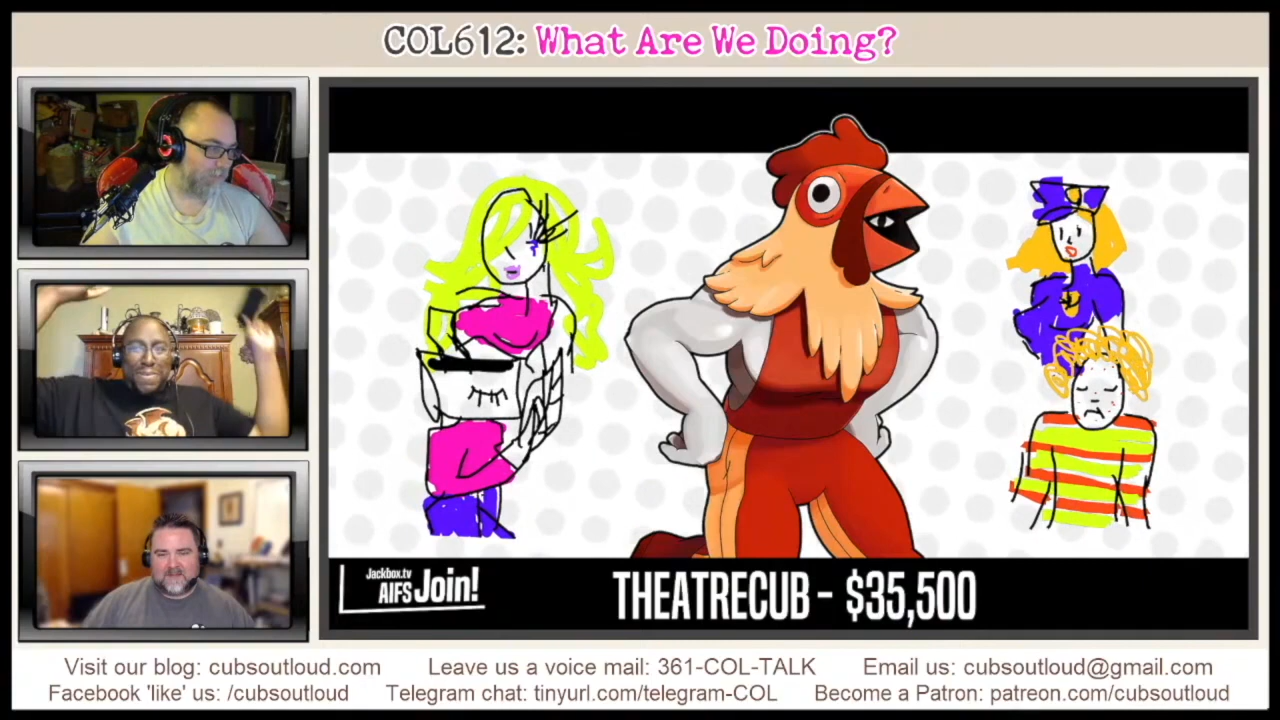 COL612: What Are We Doing?
Jackbox.tv
AIFS Join!
THEATRECUB - $35,500
Visit our blog: cubsoutloud.com Leave us a voice mail: 361-COL-TALK Email us: cubsoutloud@gmail.com
Facebook 'like' us: /cubsoutloud Telegram chat: tinyurl.com/telegram-COL Become a Patron: patreon.com/cubsoutloud